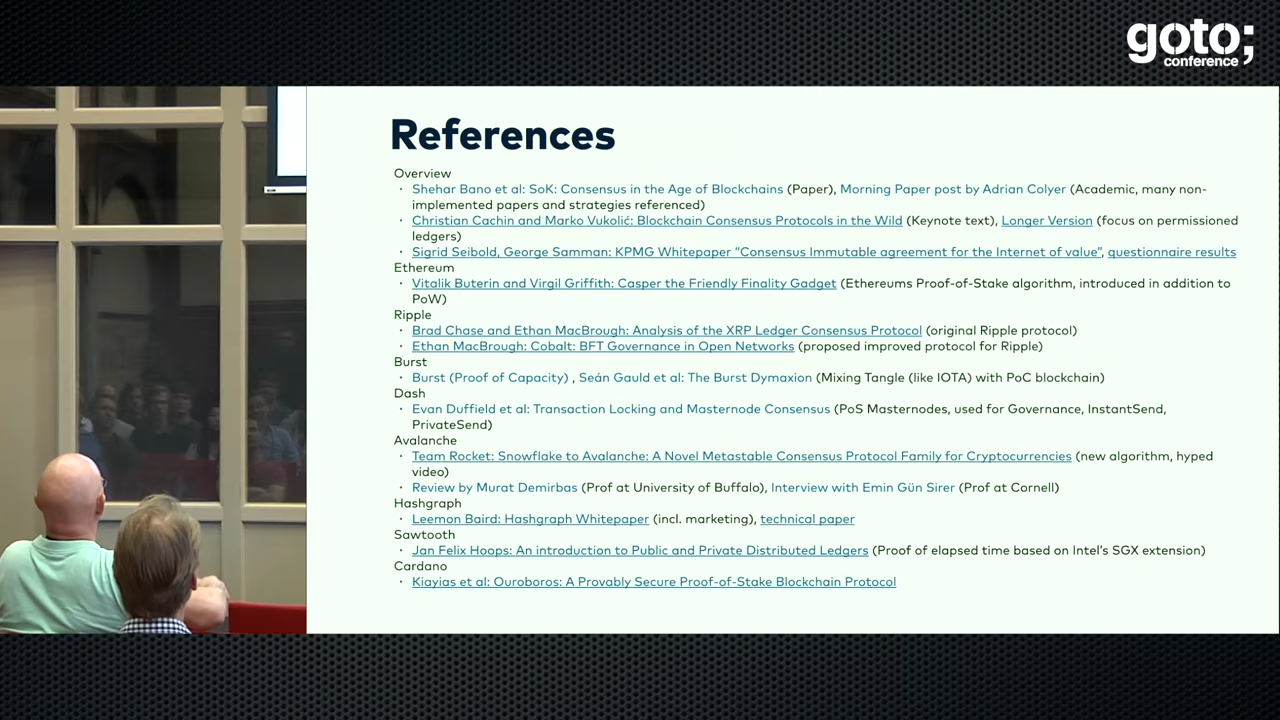 goto;
conference
References
Overview
· Shehar Bano et al: SoK: Consensus in the Age of Blockchains (Paper), Morning Paper post by Adrian Colyer (Academic, many non-
implemented papers and strategies referenced)
· Christian Cachin and Marko Vukolić: Blockchain Consensus Protocols in the Wild (Keynote text), Longer Version (focus on permissioned
ledgers)
· Sigrid Seibold, George Samman: KPMG Whitepaper “Consensus Immutable agreement for the Internet of value”, questionnaire results
Ethereum
· Vitalik Buterin and Virgil Griffith: Casper the Friendly Finality Gadget (Ethereums Proof-of-Stake algorithm, introduced in addition to
PoW)
Ripple
· Brad Chase and Ethan MacBrough: Analysis of the XRP Ledger Consensus Protocol (original Ripple protocol)
· Ethan MacBrough: Cobalt: BFT Governance in Open Networks (proposed improved protocol for Ripple)
Burst
· Burst (Proof of Capacity) , Seán Gauld et al: The Burst Dymaxion (Mixing Tangle (like IOTA) with PoC blockchain)
Dash
· Evan Duffield et al: Transaction Locking and Masternode Consensus (PoS Masternodes, used for Governance, InstantSend,
PrivateSend)
Avalanche
· Team Rocket: Snowflake to Avalanche: A Novel Metastable Consensus Protocol Family for Cryptocurrencies (new algorithm, hyped
video)
· Review by Murat Demirbas (Prof at University of Buffalo), Interview with Emin Gün Sirer (Prof at Cornell)
Hashgraph
· Leemon Baird: Hashgraph Whitepaper (incl. marketing), technical paper
Sawtooth
· Jan Felix Hoops: An introduction to Public and Private Distributed Ledgers (Proof of elapsed time based on Intel’s SGX extension)
Cardano
· Kiayias et al: Ouroboros: A Provably Secure Proof-of-Stake Blockchain Protocol